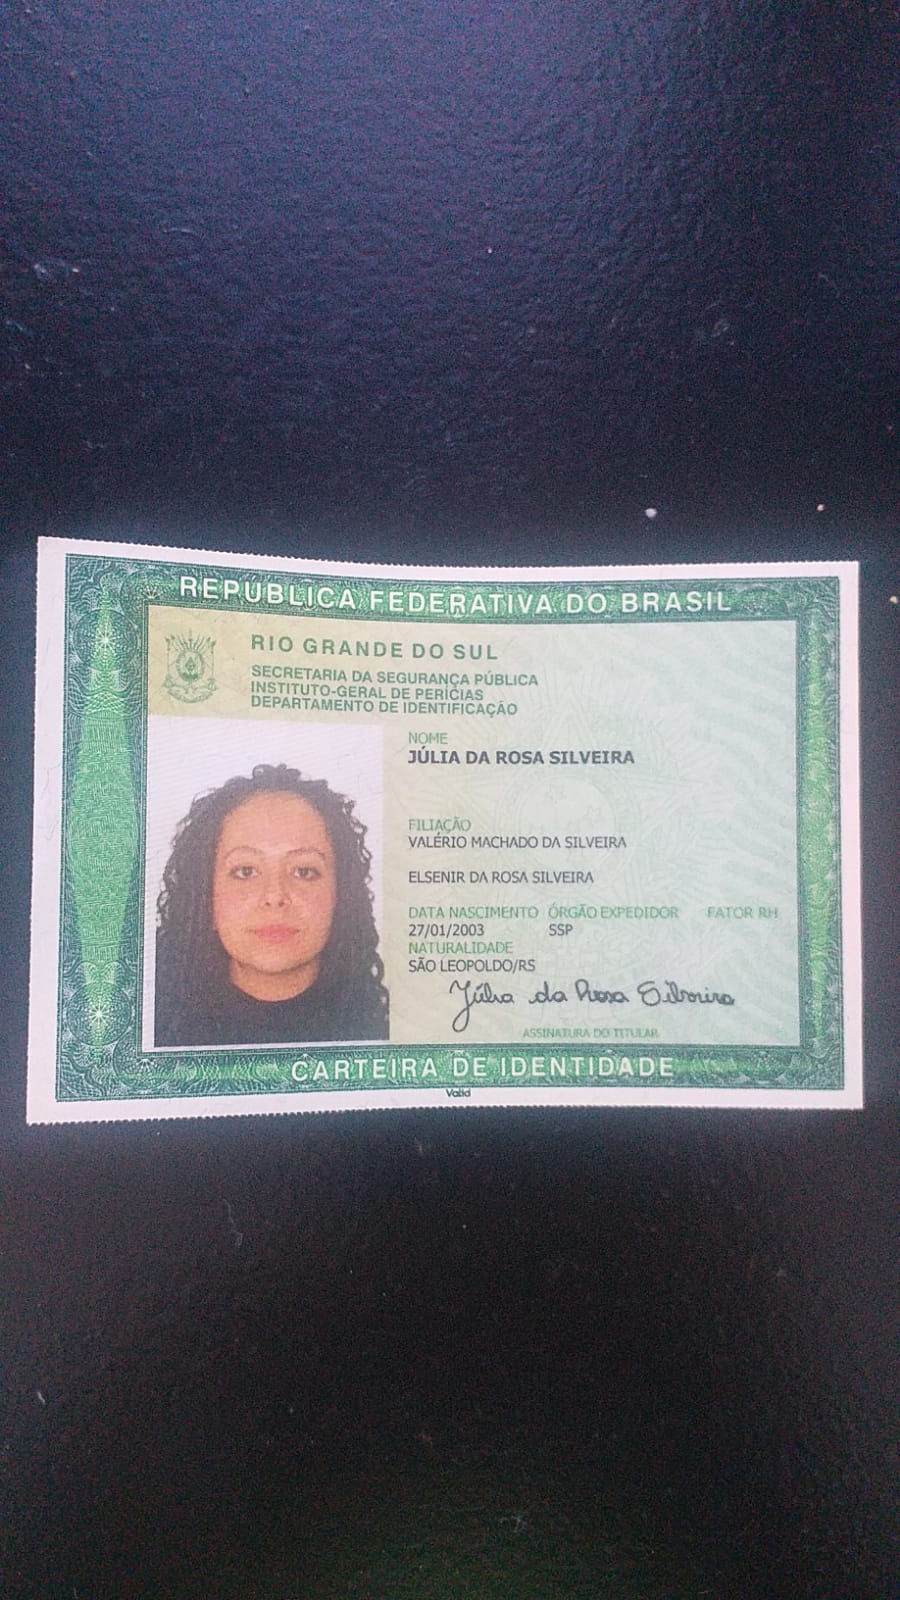 REPÚBLICA FEDERATIVA DO BRASIL
RIO GRANDE DO SUL
SECRETARIA DA SEGURANÇA PÚBLICA
INSTITUTO-GERAL DE PERÍCIAS
DEPARTAMENTO DE IDENTIFICAÇÃO
NOME
JÚLIA DA ROSA SILVEIRA
FILIAÇÃO
VALÉRIO MACHADO DA SILVEIRA
ELSENIR DA ROSA SILVEIRA
DATA NASCIMENTO ÓRGÃO EXPEDIDOR FATOR RH
27/01/2003 SSP
NATURALIDADE
SÃO LEOPOLDO/RS
Júlia da Rosa Silveira
ASSINATURA DO TITULAR
CARTEIRA DE IDENTIDADE
Valid